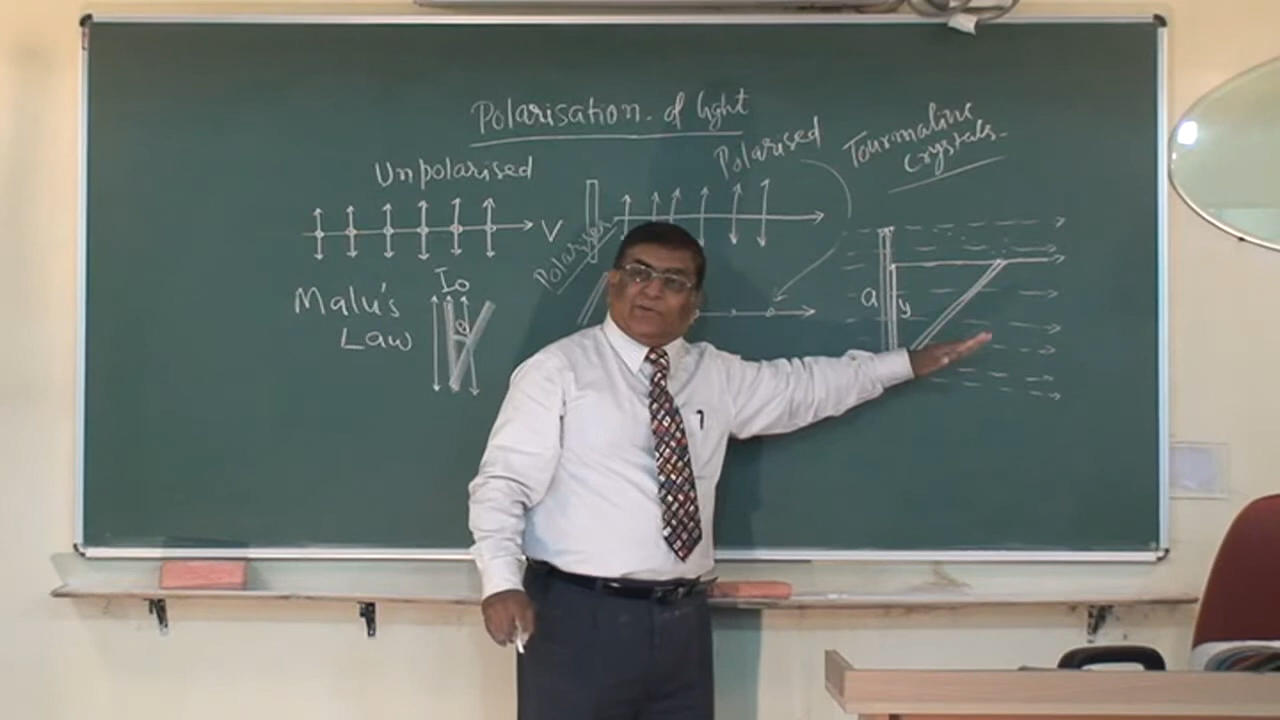 Polarisation of light
Unpolarised
Polarised
Tourmaline
Crystals
V
Polariser
Malu's
Law
Io
θ
a
y